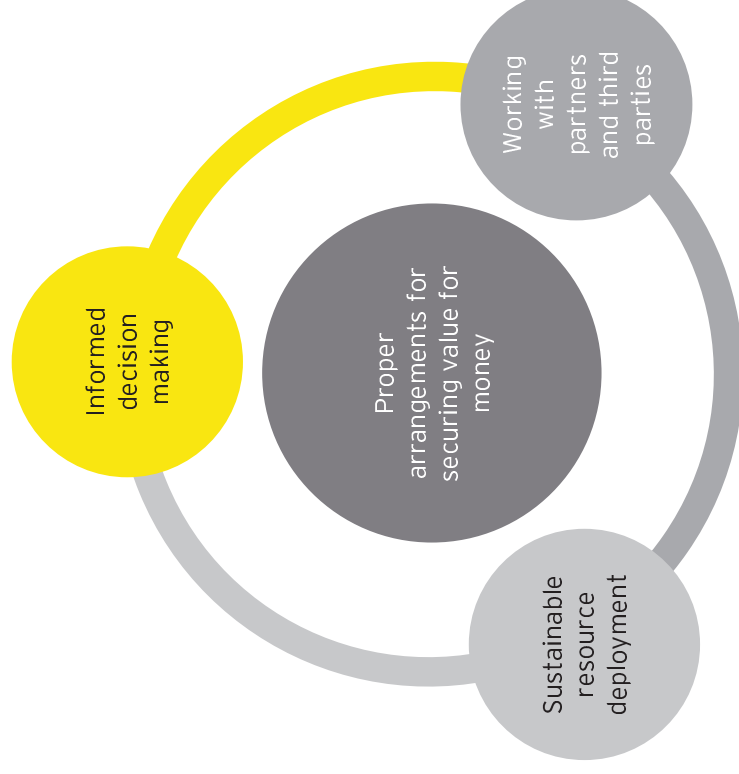 Informed
decision
making
Proper
arrangements for
securing value for
money
Working
with
partners
and third
parties
Sustainable
resource
deployment